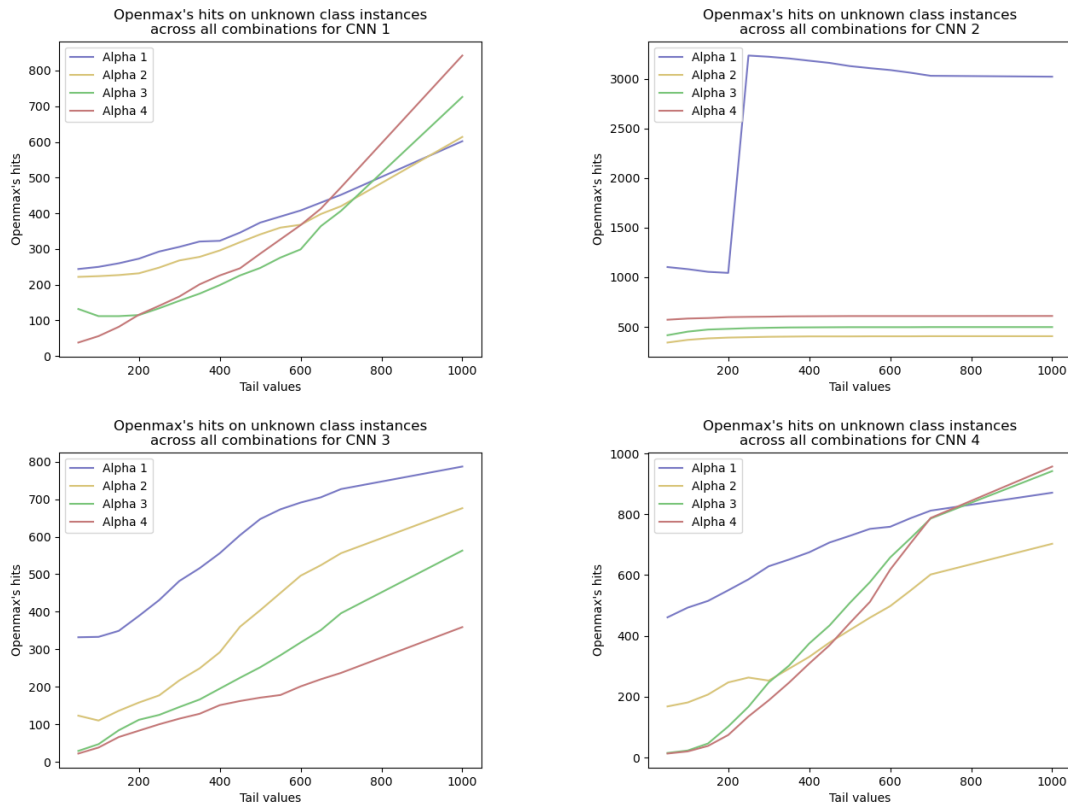 Openmax's hits on unknown class instances
across all combinations for CNN 1
Openmax's hits
800
700
600
500
400
300
200
100
0
Alpha 1
Alpha 2
Alpha 3
Alpha 4
200 400 600 800 1000
Tail values
Openmax's hits on unknown class instances
across all combinations for CNN 2
Openmax's hits
3000
2500
2000
1500
1000
500
Alpha 1
Alpha 2
Alpha 3
Alpha 4
200 400 600 800 1000
Tail values
Openmax's hits on unknown class instances
across all combinations for CNN 3
Openmax's hits
800
700
600
500
400
300
200
100
0
Alpha 1
Alpha 2
Alpha 3
Alpha 4
200 400 600 800 1000
Tail values
Openmax's hits on unknown class instances
across all combinations for CNN 4
Openmax's hits
1000
800
600
400
200
0
Alpha 1
Alpha 2
Alpha 3
Alpha 4
200 400 600 800 1000
Tail values